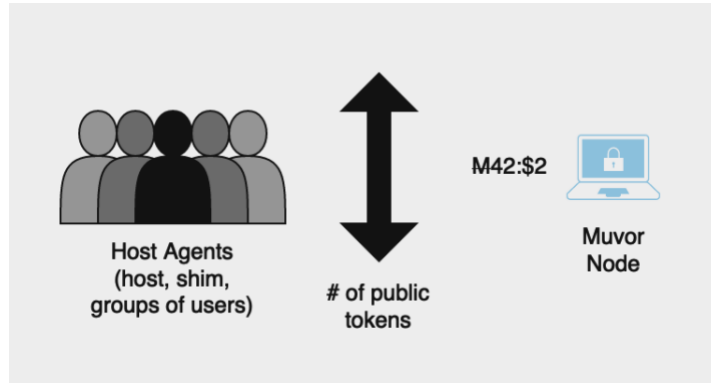 M42:$2
Host Agents
(host, shim,
groups of users)
# of public
tokens
Muvor
Node